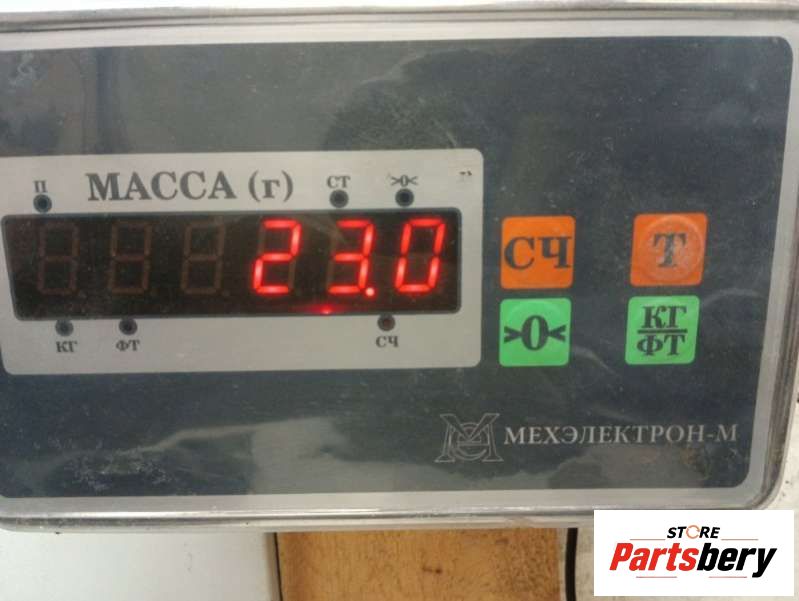 П МАССА (г) СТ >0<
23.0
КГ ФТ СЧ
СЧ Т
>0< КГ
ФТ
МЕХЭЛЕКТРОН-М
STORE
Partsbery